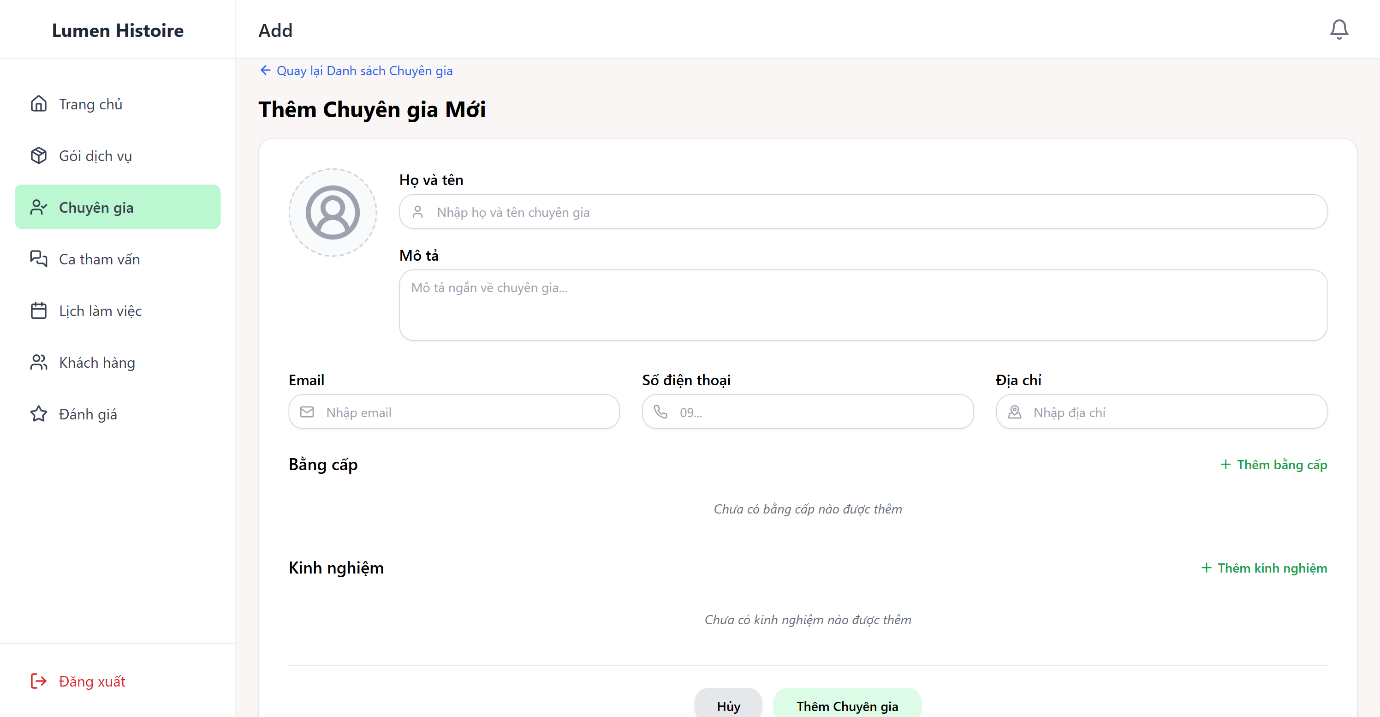 Lumen Histoire
Add
Trang chủ
Gói dịch vụ
Chuyên gia
Ca tham vấn
Lịch làm việc
Khách hàng
Đánh giá
Đăng xuất
Quay lại Danh sách Chuyên gia
Thêm Chuyên gia Mới
Họ và tên
Nhập họ và tên chuyên gia
Mô tả
Mô tả ngắn về chuyên gia...
Email
Số điện thoại
Địa chỉ
Nhập email
09...
Nhập địa chỉ
Bằng cấp
+ Thêm bằng cấp
Chưa có bằng cấp nào được thêm
Kinh nghiệm
+ Thêm kinh nghiệm
Chưa có kinh nghiệm nào được thêm
Hủy
Thêm Chuyên gia